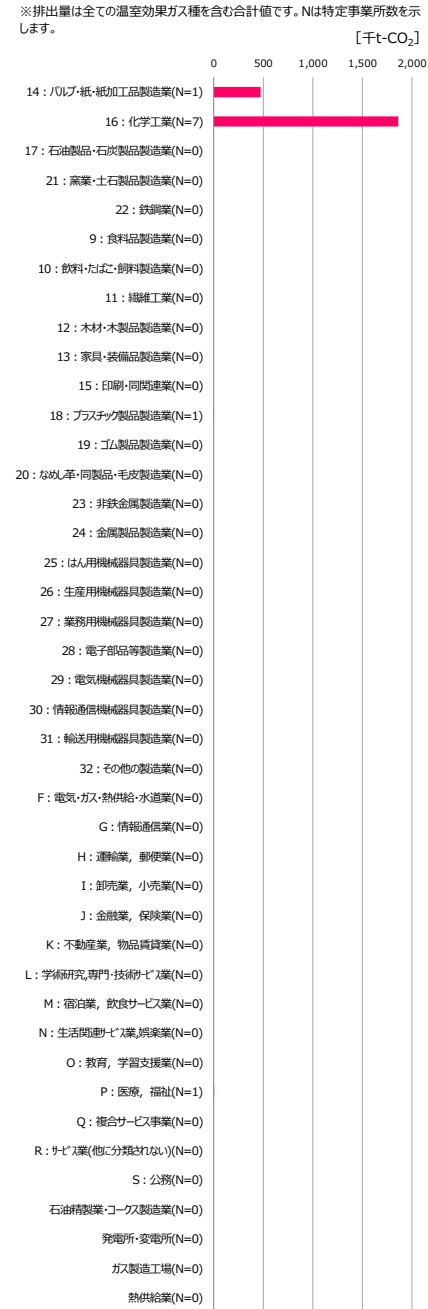 ※排出量は全ての温室効果ガス種を含む合計値です。Nは特定事業所数を示
します。
[千t-CO₂]
0 500 1,000 1,500 2,000
14：パルプ・紙・紙加工品製造業(N=1)
16：化学工業(N=7)
17：石油製品・石炭製品製造業(N=0)
21：窯業・土石製品製造業(N=0)
22：鉄鋼業(N=0)
9：食料品製造業(N=0)
10：飲料・たばこ・飼料製造業(N=0)
11：繊維工業(N=0)
12：木材・木製品製造業(N=0)
13：家具・装備品製造業(N=0)
15：印刷・同関連業(N=0)
18：プラスチック製品製造業(N=1)
19：ゴム製品製造業(N=0)
20：なめし革・同製品・毛皮製造業(N=0)
23：非鉄金属製造業(N=0)
24：金属製品製造業(N=0)
25：はん用機械器具製造業(N=0)
26：生産用機械器具製造業(N=0)
27：業務用機械器具製造業(N=0)
28：電子部品等製造業(N=0)
29：電気機械器具製造業(N=0)
30：情報通信機械器具製造業(N=0)
31：輸送用機械器具製造業(N=0)
32：その他の製造業(N=0)
F：電気・ガス・熱供給・水道業(N=0)
G：情報通信業(N=0)
H：運輸業，郵便業(N=0)
I：卸売業，小売業(N=0)
J：金融業，保険業(N=0)
K：不動産業，物品賃貸業(N=0)
L：学術研究,専門・技術ｻｰﾋﾞｽ業(N=0)
M：宿泊業，飲食サービス業(N=0)
N：生活関連ｻｰﾋﾞｽ業,娯楽業(N=0)
O：教育，学習支援業(N=0)
P：医療，福祉(N=1)
Q：複合サービス事業(N=0)
R：ｻｰﾋﾞｽ業(他に分類されない)(N=0)
S：公務(N=0)
石油精製業・コークス製造業(N=0)
発電所・変電所(N=0)
ガス製造工場(N=0)
熱供給業(N=0)